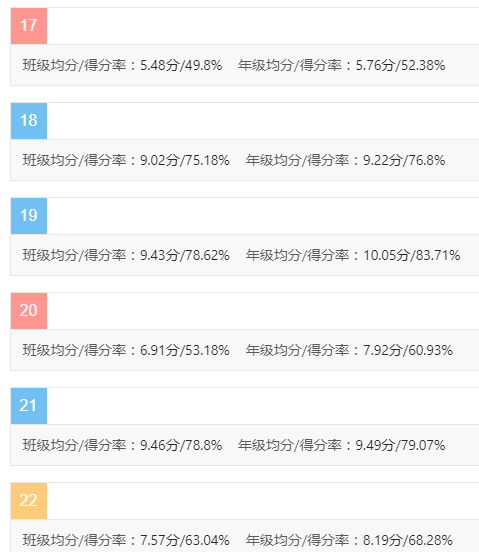 17
班级均分/得分率：5.48分/49.8% 年级均分/得分率：5.76分/52.38%
18
班级均分/得分率：9.02分/75.18% 年级均分/得分率：9.22分/76.8%
19
班级均分/得分率：9.43分/78.62% 年级均分/得分率：10.05分/83.71%
20
班级均分/得分率：6.91分/53.18% 年级均分/得分率：7.92分/60.93%
21
班级均分/得分率：9.46分/78.8% 年级均分/得分率：9.49分/79.07%
22
班级均分/得分率：7.57分/63.04% 年级均分/得分率：8.19分/68.28%